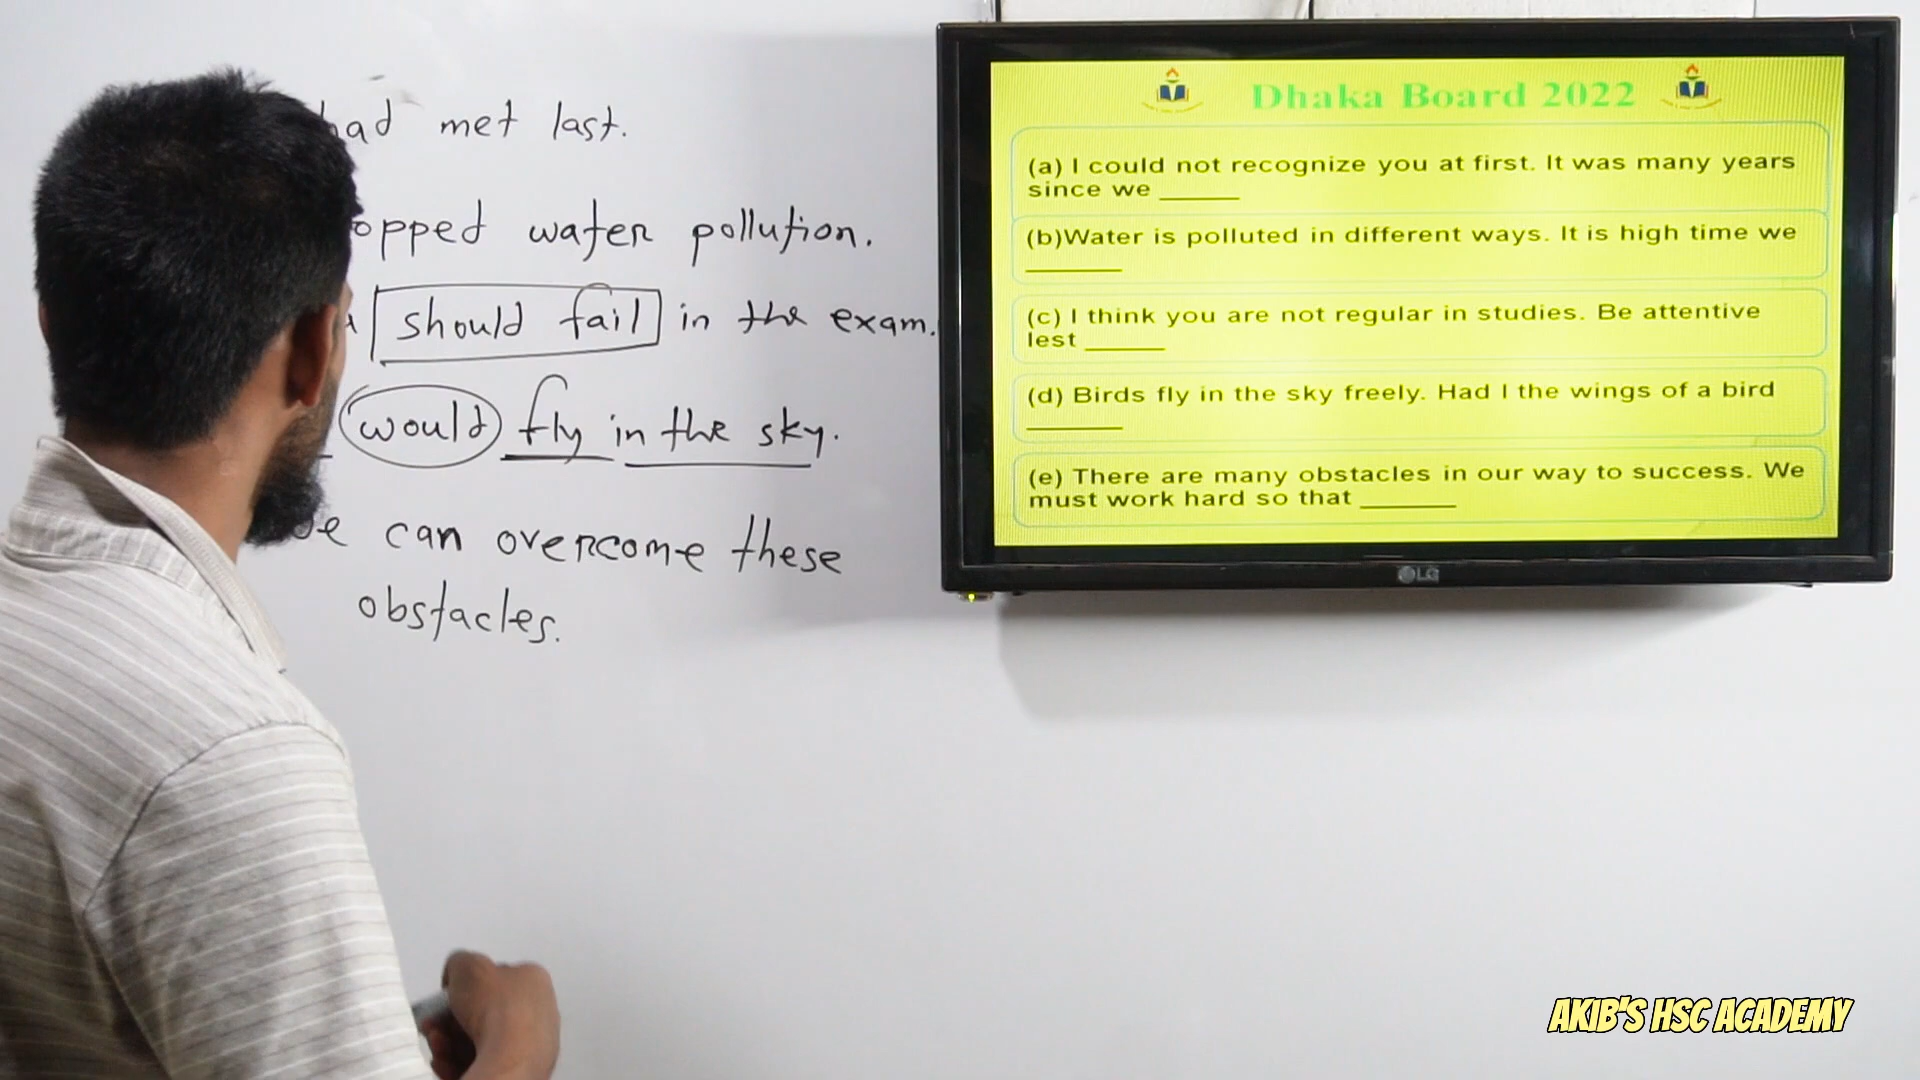 had met last.
opped water pollution.
should fail in the exam.
would fly in the sky.
can overcome these
obstacles.
Dhaka Board 2022
(a) I could not recognize you at first. It was many years
since we ______
(b)Water is polluted in different ways. It is high time we
______
(c) I think you are not regular in studies. Be attentive
lest ______
(d) Birds fly in the sky freely. Had I the wings of a bird
______
(e) There are many obstacles in our way to success. We
must work hard so that ______
LG
AKIB'S HSC ACADEMY